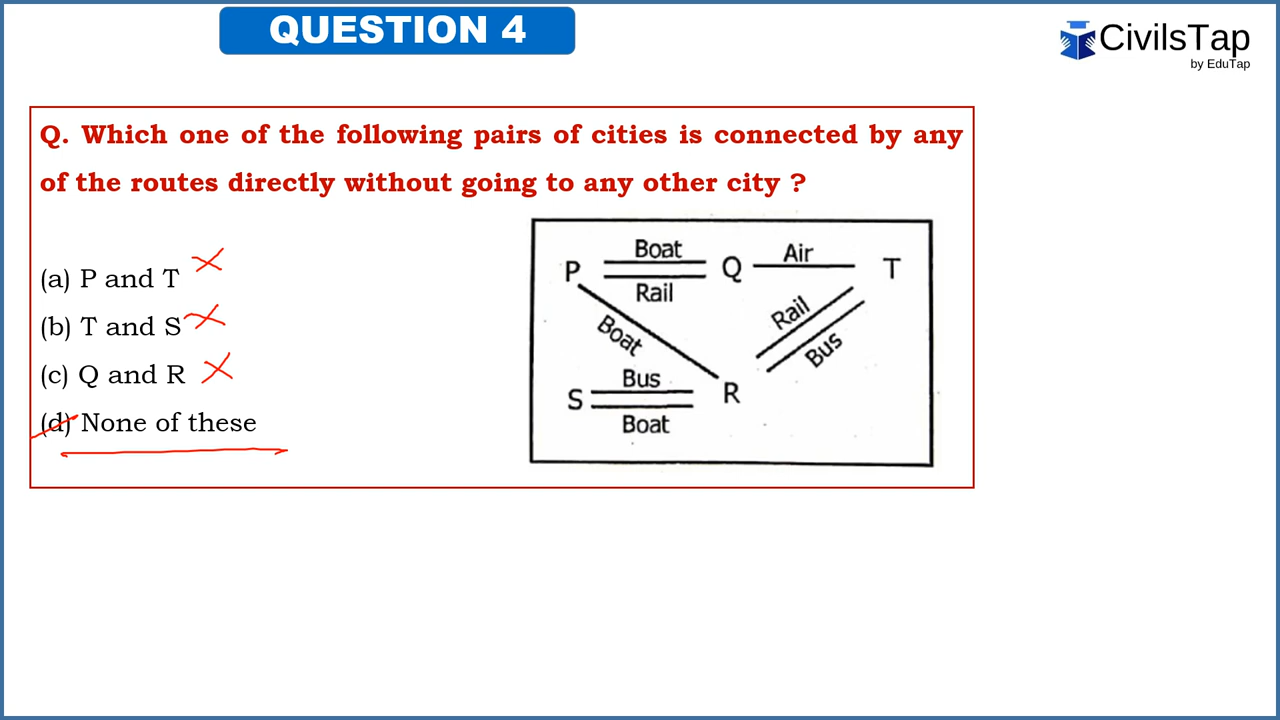 QUESTION 4
CivilsTap
by EduTap
Q. Which one of the following pairs of cities is connected by any
of the routes directly without going to any other city ?
(a) P and T
(b) T and S
(c) Q and R
(d) None of these
Boat
P Q Air T
Rail
Rail
Boat
Bus
Bus
S R
Boat